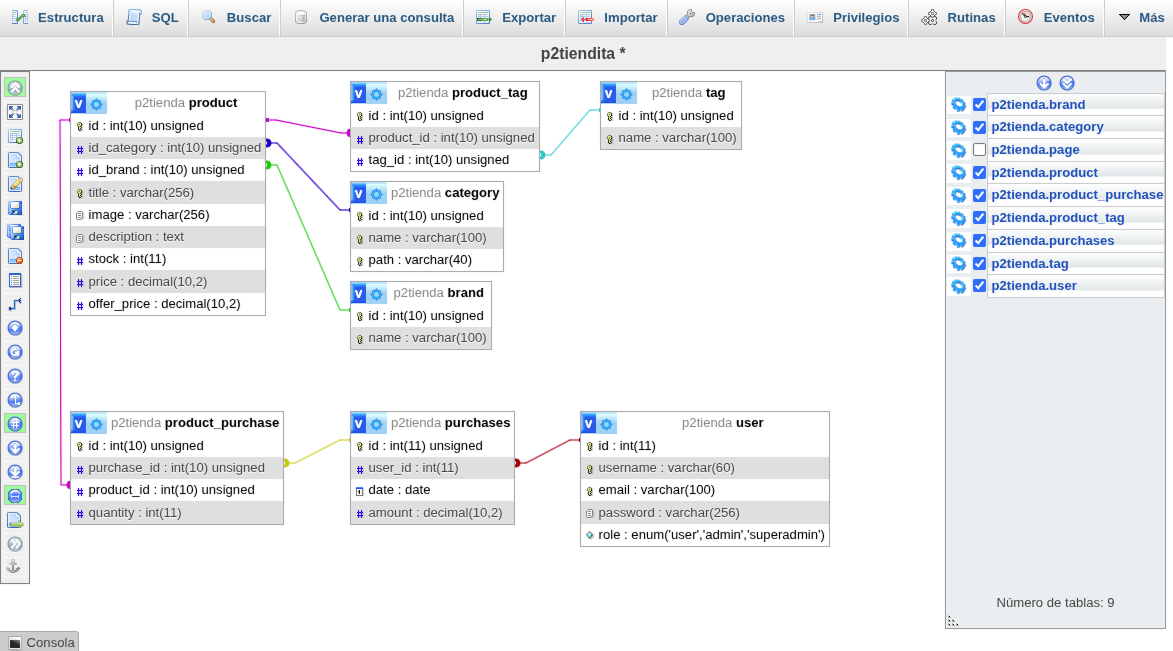 Estructura SQL Buscar Generar una consulta Exportar Importar Operaciones Privilegios Rutinas Eventos Más
p2tiendita *
p2tienda product
id : int(10) unsigned
id_category : int(10) unsigned
id_brand : int(10) unsigned
title : varchar(256)
image : varchar(256)
description : text
stock : int(11)
price : decimal(10,2)
offer_price : decimal(10,2)
p2tienda product_tag
id : int(10) unsigned
product_id : int(10) unsigned
tag_id : int(10) unsigned
p2tienda tag
id : int(10) unsigned
name : varchar(100)
p2tienda category
id : int(10) unsigned
name : varchar(100)
path : varchar(40)
p2tienda brand
id : int(10) unsigned
name : varchar(100)
p2tienda product_purchase
id : int(10) unsigned
purchase_id : int(10) unsigned
product_id : int(10) unsigned
quantity : int(11)
p2tienda purchases
id : int(11) unsigned
user_id : int(11)
date : date
amount : decimal(10,2)
p2tienda user
id : int(11)
username : varchar(60)
email : varchar(100)
password : varchar(256)
role : enum('user','admin','superadmin')
p2tienda.brand
p2tienda.category
p2tienda.page
p2tienda.product
p2tienda.product_purchase
p2tienda.product_tag
p2tienda.purchases
p2tienda.tag
p2tienda.user
Número de tablas: 9
Consola